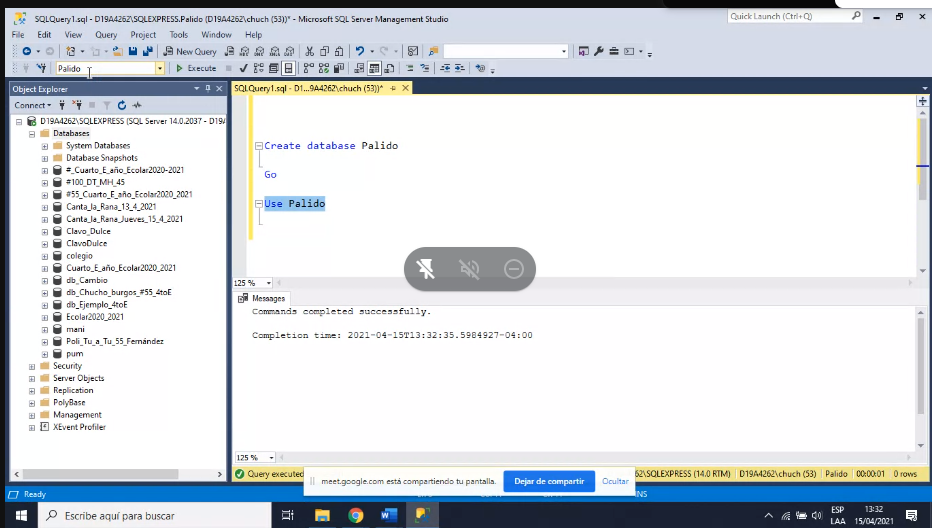 SQLQuery1.sql - D19A4262\SQLEXPRESS.Palido (D19A4262\chuch (53))* - Microsoft SQL Server Management Studio
Quick Launch (Ctrl+Q)
File Edit View Query Project Tools Window Help
New Query
Palido
Execute
Object Explorer
SQLQuery1.sql - D1...9A4262\chuch (53))*
Connect
D19A4262\SQLEXPRESS (SQL Server 14.0.2037 - D19A
Databases
System Databases
Database Snapshots
#_Cuarto_E_año_Ecolar2020-2021
#100_DT_MH_45
#55_Cuarto_E_año_Ecolar2020_2021
Canta_la_Rana_13_4_2021
Canta_la_Rana_Jueves_15_4_2021
Clavo_Dulce
ClavoDulce
colegio
Cuarto_E_año_Ecolar2020_2021
db_Cambio
db_Chucho_burgos_#55_4toE
db_Ejemplo_4toE
Ecolar2020_2021
mani
Poli_Tu_a_Tu_55_Fernández
pum
Security
Server Objects
Replication
PolyBase
Management
XEvent Profiler
Create database Palido
Go
Use Palido
125 %
Messages
Commands completed successfully.
Completion time: 2021-04-15T13:32:35.5984927-04:00
125 %
Query executed
\SQLEXPRESS (14.0 RTM)
D19A4262\chuch (53)
Palido
00:00:01
0 rows
meet.google.com está compartiendo tu pantalla.
Dejar de compartir
Ocultar
Ready
INS
Escribe aquí para buscar
ESP
LAA
13:32
15/04/2021